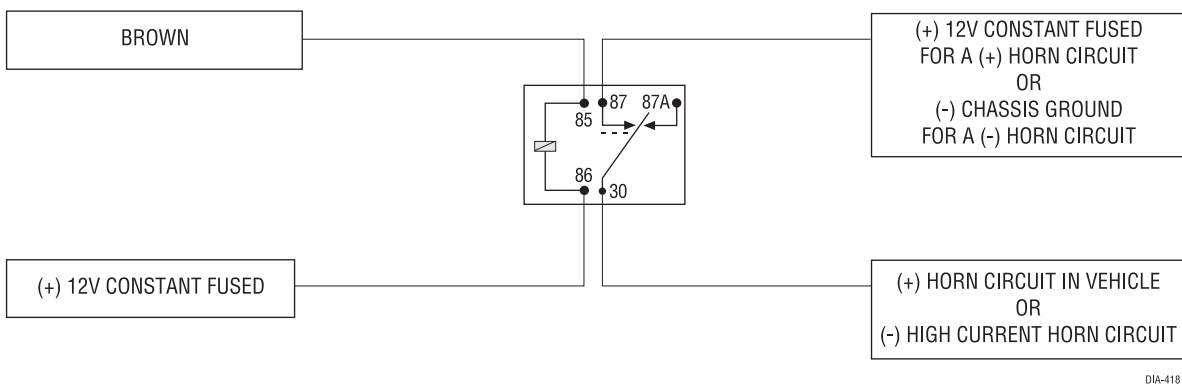 BROWN
(+) 12V CONSTANT FUSED
FOR A (+) HORN CIRCUIT
OR
(-) CHASSIS GROUND
FOR A (-) HORN CIRCUIT
87 87A
85
86
30
(+) 12V CONSTANT FUSED
(+) HORN CIRCUIT IN VEHICLE
OR
(-) HIGH CURRENT HORN CIRCUIT
DIA-418